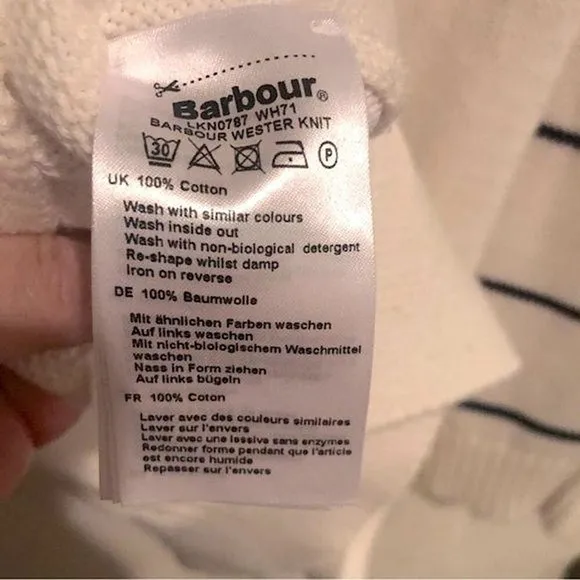 Barbour®
LKN0787 WH71
BARBOUR WESTER KNIT
30 P
UK 100% Cotton
Wash with similar colours
Wash inside out
Wash with non-biological detergent
Re-shape whilst damp
Iron on reverse
DE 100% Baumwolle
Mit ähnlichen Farben waschen
Auf links waschen
Mit nicht-biologischem Waschmittel
waschen
Nass in Form ziehen
Auf links bügeln
FR 100% Coton
Laver avec des couleurs similaires
Laver sur l'envers
Laver avec une lessive sans enzymes
Redonner forme pendant que l'article
est encore humide
Repasser sur l'envers